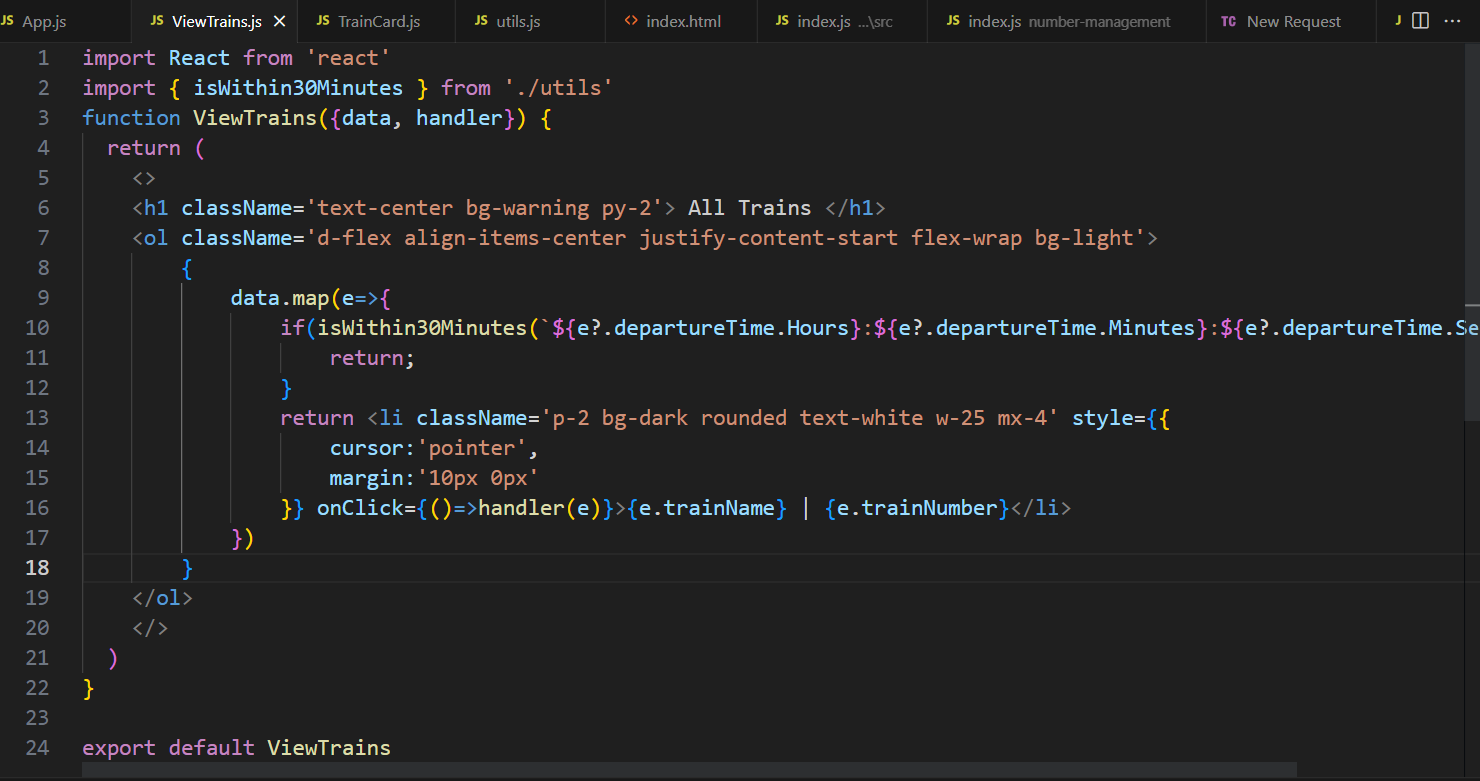 JS App.js JS ViewTrains.js × JS TrainCard.js JS utils.js <> index.html JS index.js ...\src JS index.js number-management TC New Request J ...
1 import React from 'react'
2 import { isWithin30Minutes } from './utils'
3 function ViewTrains({data, handler}) {
4   return (
5     <>
6     <h1 className='text-center bg-warning py-2'> All Trains </h1>
7     <ol className='d-flex align-items-center justify-content-start flex-wrap bg-light'>
8         {
9             data.map(e=>{
10                 if(isWithin30Minutes(`${e?.departureTime.Hours}:${e?.departureTime.Minutes}:${e?.departureTime.Se
11                     return;
12                 }
13                 return <li className='p-2 bg-dark rounded text-white w-25 mx-4' style={{
14                     cursor:'pointer',
15                     margin:'10px 0px'
16                 }} onClick={()=>handler(e)}>{e.trainName} | {e.trainNumber}</li>
17             })
18         }
19     </ol>
20     </>
21   )
22 }
23
24 export default ViewTrains